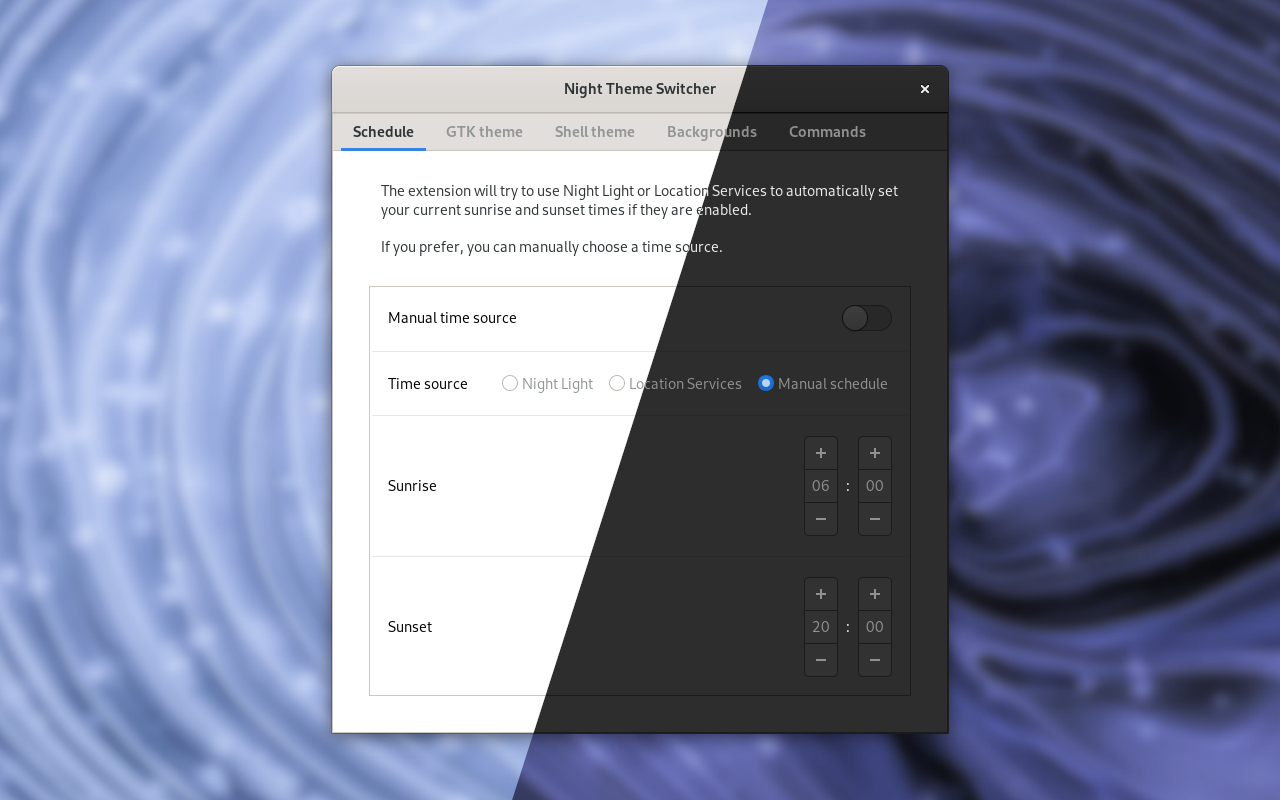 Night Theme Switcher
Schedule GTK theme Shell theme Backgrounds Commands
The extension will try to use Night Light or Location Services to automatically set
your current sunrise and sunset times if they are enabled.
If you prefer, you can manually choose a time source.
Manual time source
Time source Night Light Location Services Manual schedule
+ +
Sunrise 06 : 00
− −
+ +
Sunset 20 : 00
− −